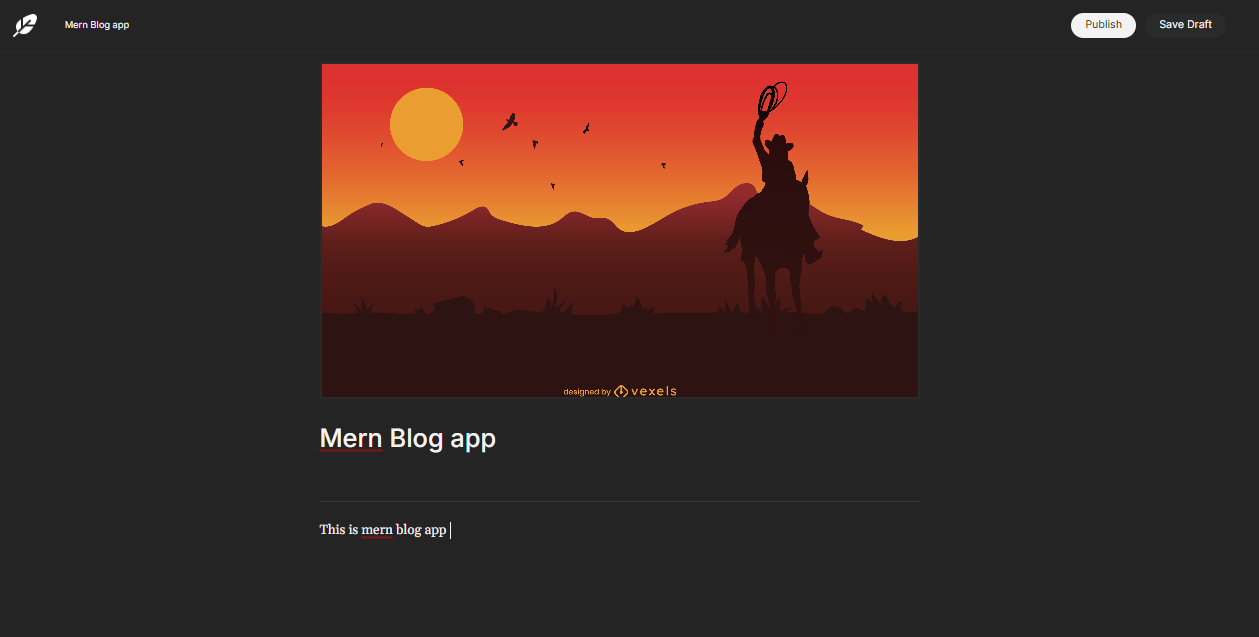 Mern Blog app
Publish
Save Draft
designed by vexels
Mern Blog app
This is mern blog app